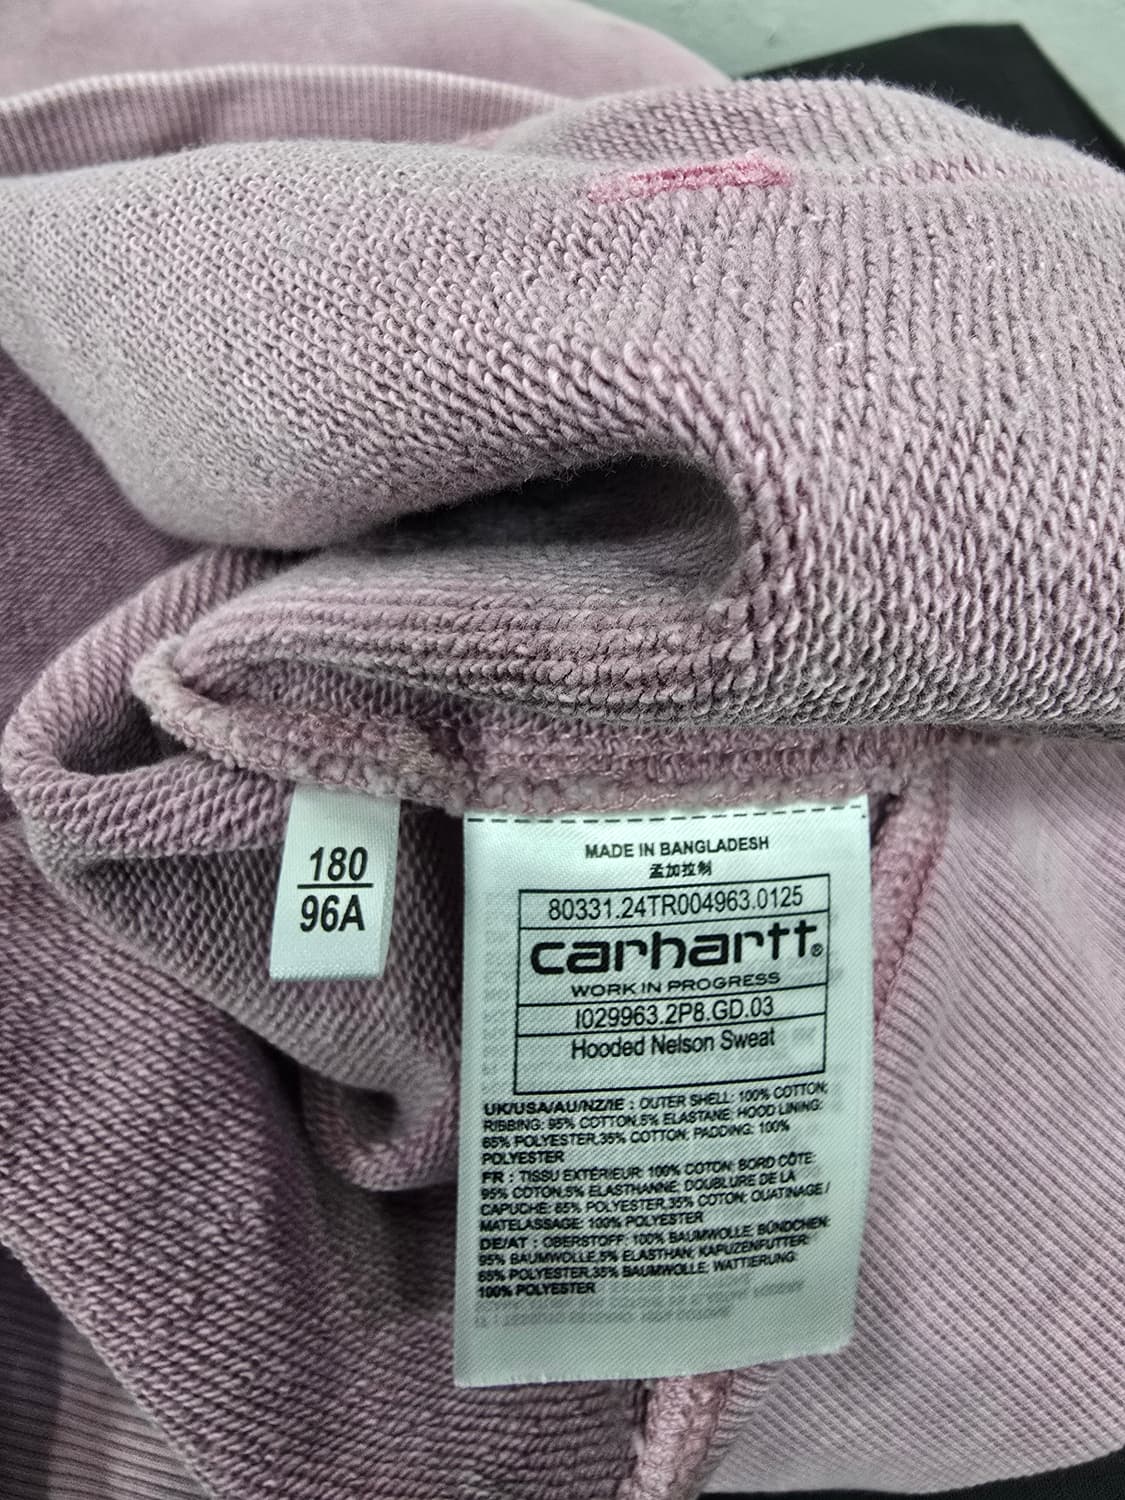 180
96A
MADE IN BANGLADESH
孟加拉制
80331.24TR004963.0125
carhartt®
WORK IN PROGRESS
I029963.2P8.GD.03
Hooded Nelson Sweat
UK/USA/AU/NZ/IE : OUTER SHELL: 100% COTTON;
RIBBING: 95% COTTON,5% ELASTANE; HOOD LINING:
65% POLYESTER,35% COTTON; PADDING: 100%
POLYESTER
FR : TISSU EXTÉRIEUR: 100% COTON; BORD CÔTE:
95% COTON,5% ELASTHANNE; DOUBLURE DE LA
CAPUCHE: 65% POLYESTER,35% COTON; OUATINAGE /
MATELASSAGE: 100% POLYESTER
DE/AT : OBERSTOFF: 100% BAUMWOLLE; BÜNDCHEN:
95% BAUMWOLLE,5% ELASTHAN; KAPUZENFUTTER:
65% POLYESTER,35% BAUMWOLLE; WATTIERUNG:
100% POLYESTER